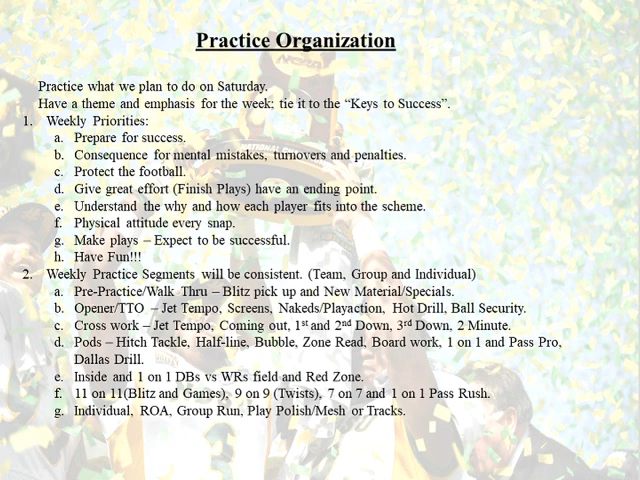 Practice Organization
Practice what we plan to do on Saturday.
Have a theme and emphasis for the week: tie it to the “Keys to Success”.
1. Weekly Priorities:
a. Prepare for success.
b. Consequence for mental mistakes, turnovers and penalties.
c. Protect the football.
d. Give great effort (Finish Plays) have an ending point.
e. Understand the why and how each player fits into the scheme.
f. Physical attitude every snap.
g. Make plays – Expect to be successful.
h. Have Fun!!!
2. Weekly Practice Segments will be consistent. (Team, Group and Individual)
a. Pre-Practice/Walk Thru – Blitz pick up and New Material/Specials.
b. Opener/TTO – Jet Tempo, Screens, Nakeds/Playaction, Hot Drill, Ball Security.
c. Cross work – Jet Tempo, Coming out, 1st and 2nd Down, 3rd Down, 2 Minute.
d. Pods – Hitch Tackle, Half-line, Bubble, Zone Read, Board work, 1 on 1 and Pass Pro,
Dallas Drill.
e. Inside and 1 on 1 DBs vs WRs field and Red Zone.
f. 11 on 11(Blitz and Games), 9 on 9 (Twists), 7 on 7 and 1 on 1 Pass Rush.
g. Individual, ROA, Group Run, Play Polish/Mesh or Tracks.